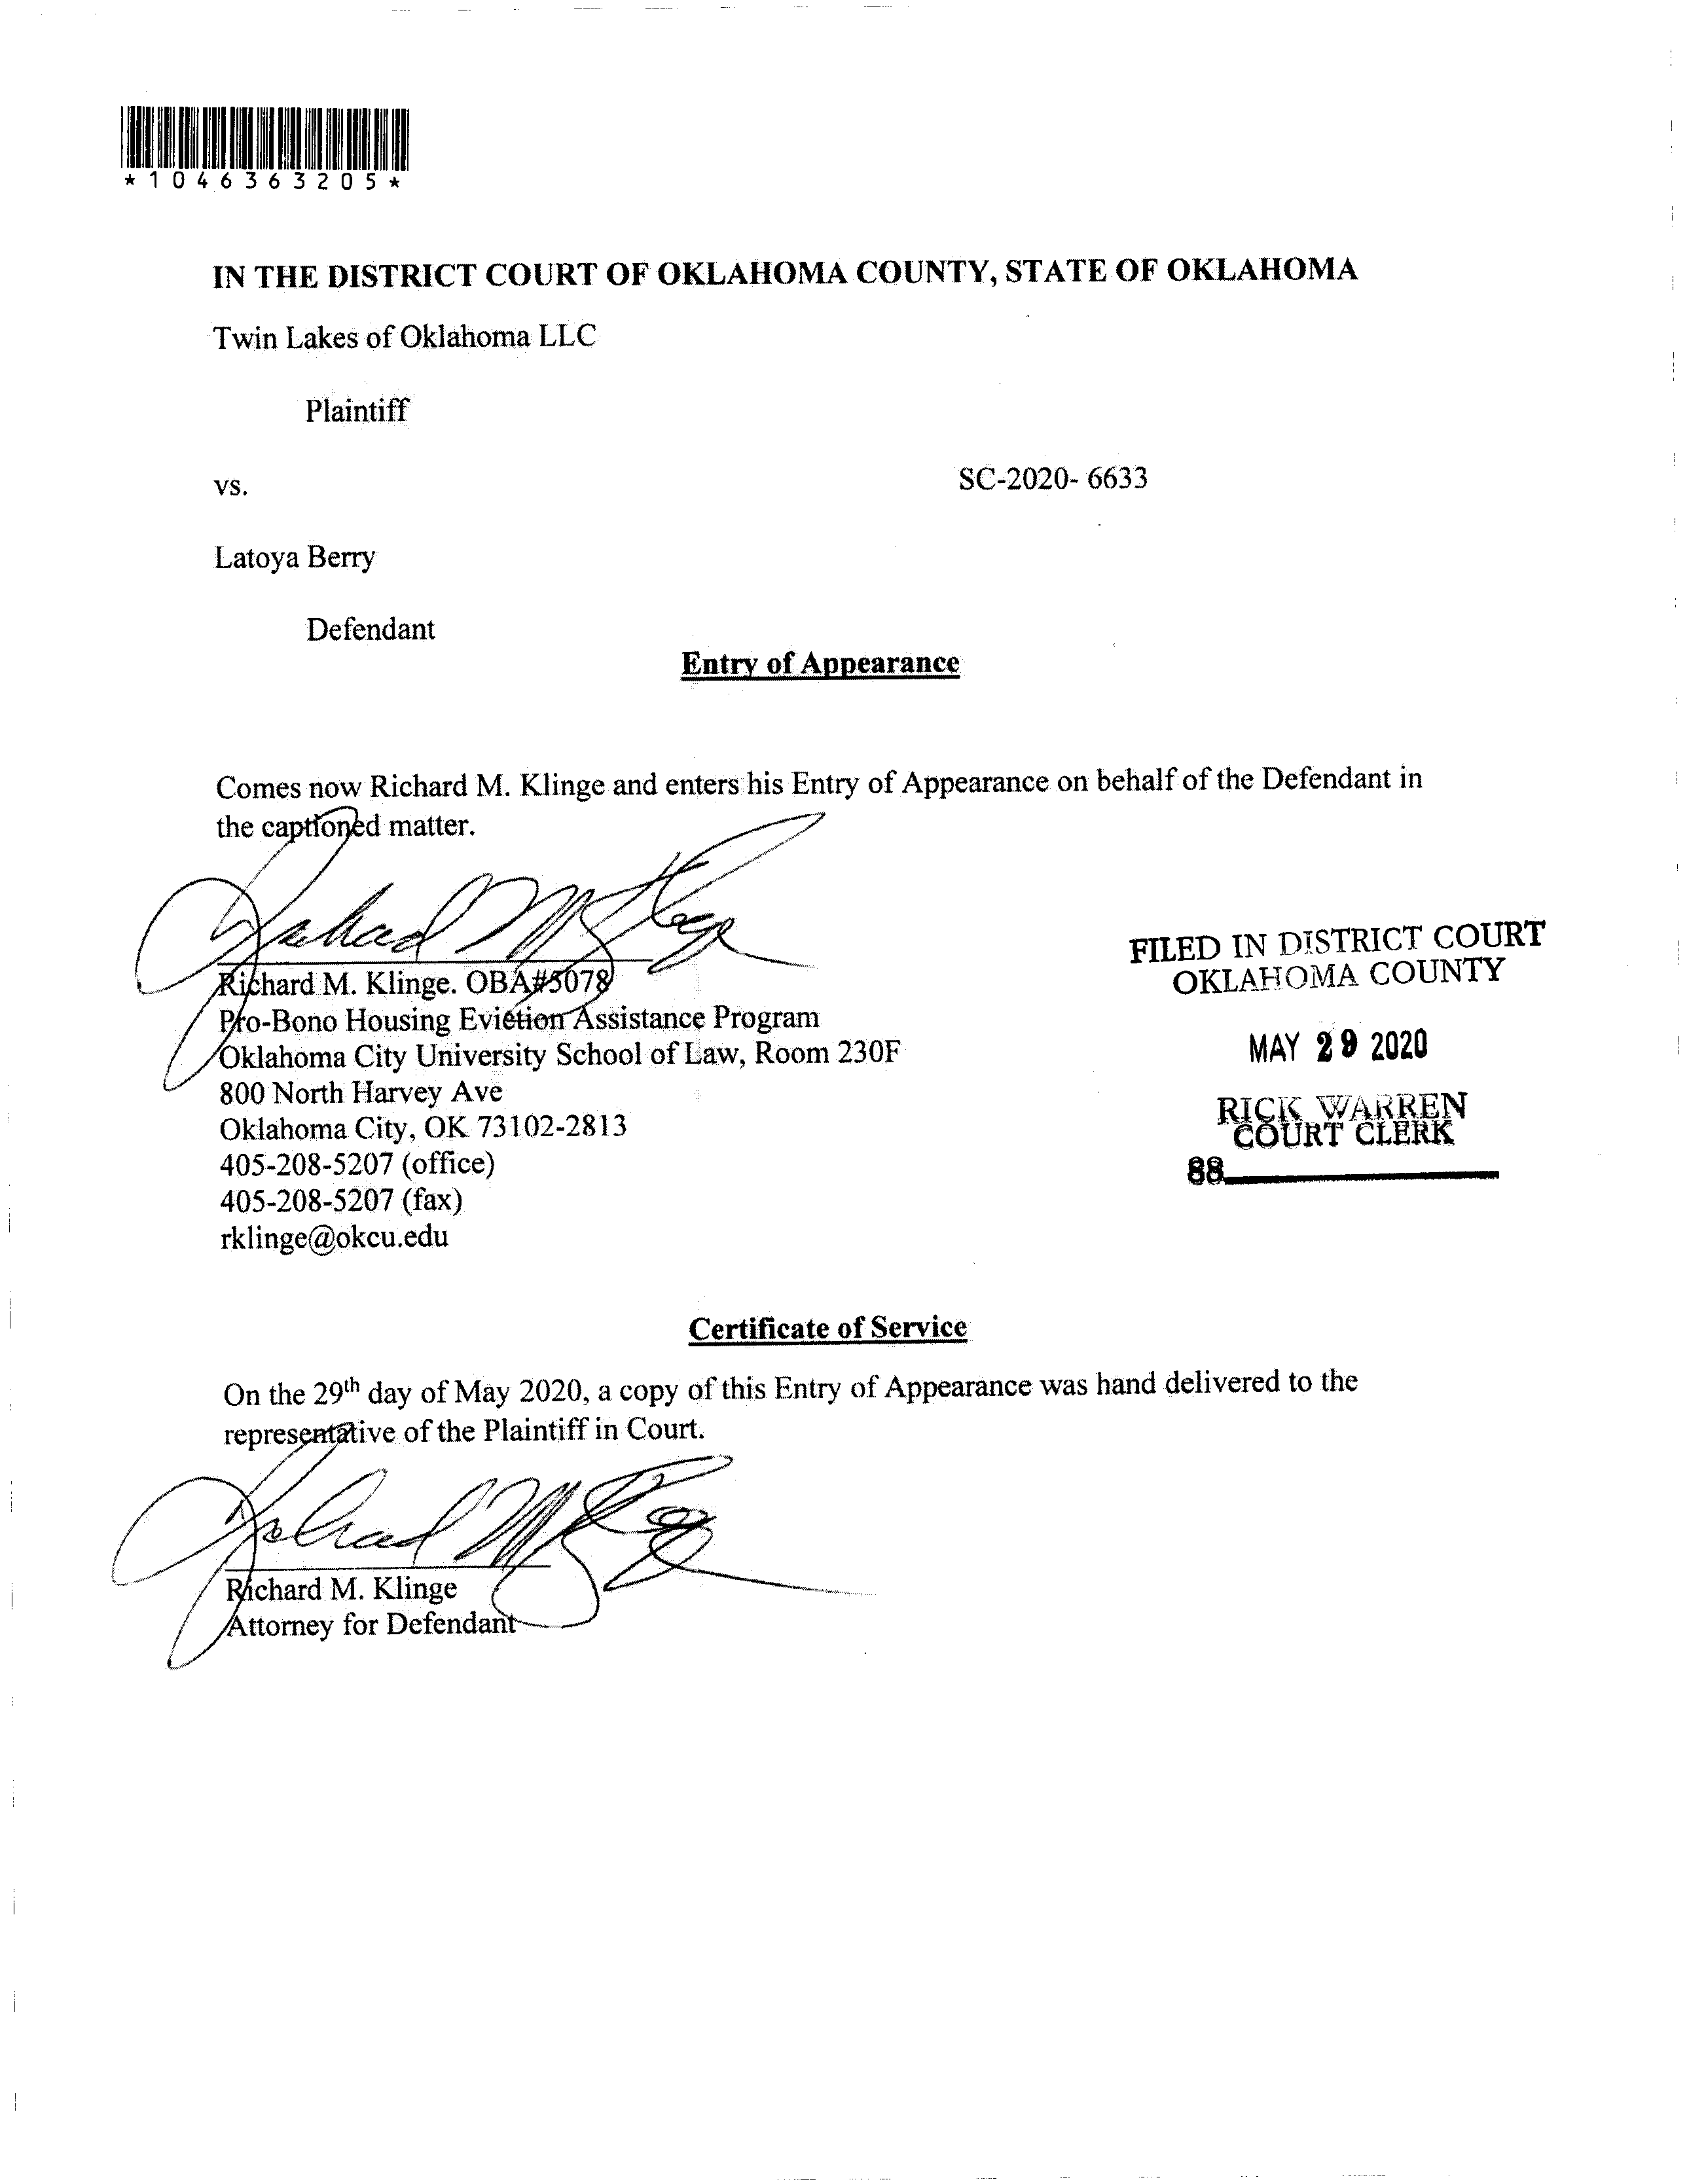 *1046363205*
IN THE DISTRICT COURT OF OKLAHOMA COUNTY, STATE OF OKLAHOMA
Twin Lakes of Oklahoma LLC
Plaintiff
vs.
SC-2020- 6633
Latoya Berry
Defendant
Entry of Appearance
Comes now Richard M. Klinge and enters his Entry of Appearance on behalf of the Defendant in
the captioned matter.
Richard M. Klinge
Richard M. Klinge. OBA#5078
Pro-Bono Housing Eviction Assistance Program
Oklahoma City University School of Law, Room 230F
800 North Harvey Ave
Oklahoma City, OK 73102-2813
405-208-5207 (office)
405-208-5207 (fax)
rklinge@okcu.edu
FILED IN DISTRICT COURT
OKLAHOMA COUNTY
MAY 29 2020
RICK WARREN
COURT CLERK
88
Certificate of Service
On the 29th day of May 2020, a copy of this Entry of Appearance was hand delivered to the
representative of the Plaintiff in Court.
Richard M. Klinge
Richard M. Klinge
Attorney for Defendant